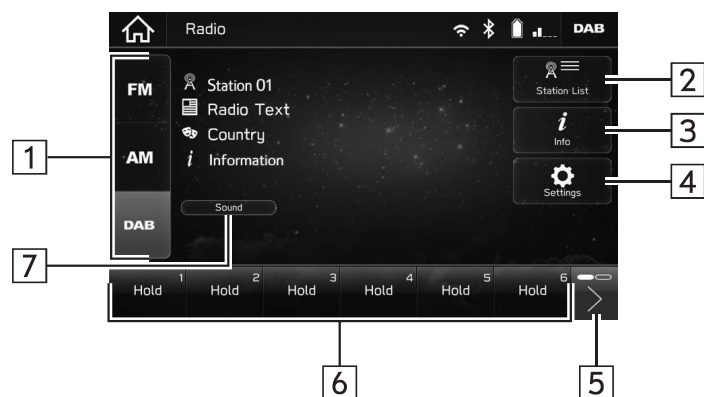 Radio
DAB
FM
AM
DAB
Station 01
Radio Text
Country
i Information
Sound
Station List
i
Info
Settings
1 2 3 4 5 6
Hold Hold Hold Hold Hold Hold
1
2
3
4
5
6
7